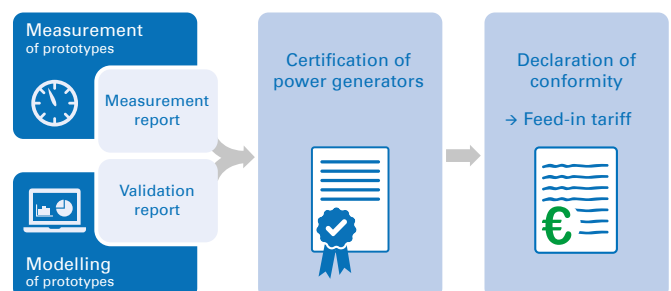 Measurement
of prototypes
Measurement
report
Validation
report
Modelling
of prototypes
Certification of
power generators
Declaration of
conformity
→ Feed-in tariff
€